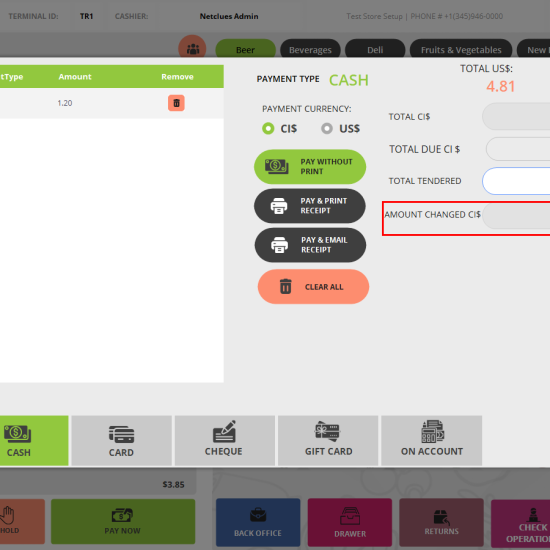 TERMINAL ID: TR1 CASHIER: Netclues Admin Test Store Setup | PHONE # +1(345)946-0000
Beer Beverages Deli Fruits & Vegetables New
tType Amount Remove
1.20
PAYMENT TYPE CASH
TOTAL US$:
4.81
PAYMENT CURRENCY:
CI$ US$
TOTAL CI$
PAY WITHOUT
PRINT
TOTAL DUE CI $
PAY & PRINT
RECEIPT
TOTAL TENDERED
AMOUNT CHANGED CI$
PAY & EMAIL
RECEIPT
CLEAR ALL
CASH CARD CHEQUE GIFT CARD ON ACCOUNT
$3.85
HOLD PAY NOW BACK OFFICE DRAWER RETURNS CHECK
OPERATIO